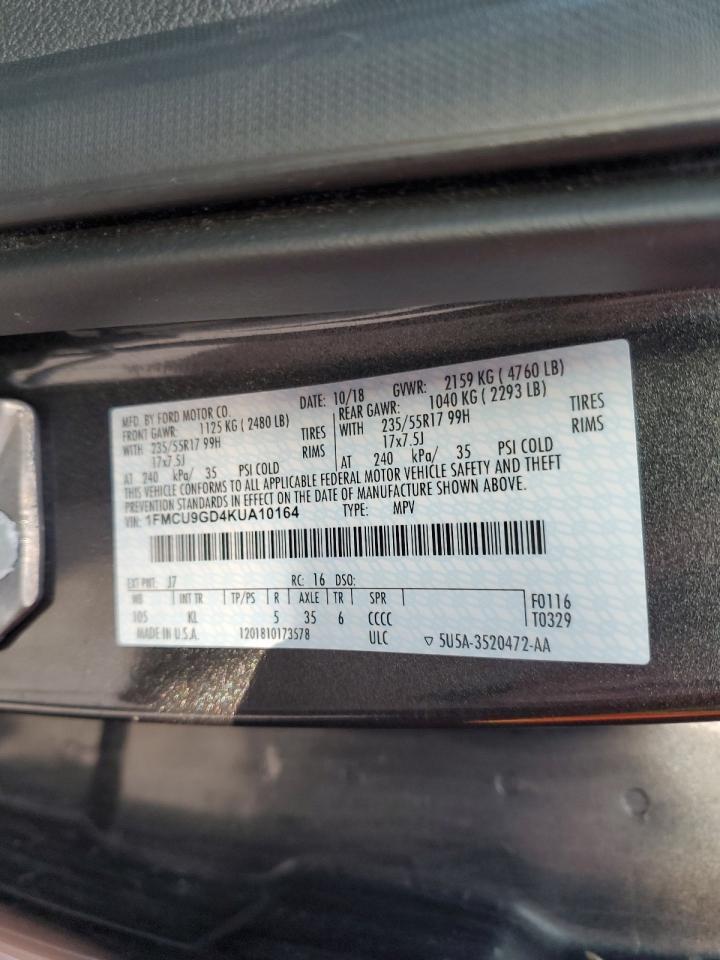 MFD. BY FORD MOTOR CO. DATE: 10/18 GVWR: 2159 KG ( 4760 LB)
FRONT GAWR: 1125 KG ( 2480 LB) REAR GAWR: 1040 KG ( 2293 LB)
WITH 235/55R17 99H TIRES WITH 235/55R17 99H TIRES
17x7.5J RIMS 17x7.5J RIMS
AT 240 kPa/ 35 PSI COLD AT 240 kPa/ 35 PSI COLD
THIS VEHICLE CONFORMS TO ALL APPLICABLE FEDERAL MOTOR VEHICLE SAFETY AND THEFT
PREVENTION STANDARDS IN EFFECT ON THE DATE OF MANUFACTURE SHOWN ABOVE.
VIN: 1FMCU9GD4KUA10164 TYPE: MPV
EXT PNT: J7 RC: 16 DSO:
WB INT TR TP/PS R AXLE TR SPR F0116
105 KL 5 35 6 CCCC T0329
MADE IN U.S.A. 1201810173578 ULC ▽ 5U5A-3520472-AA